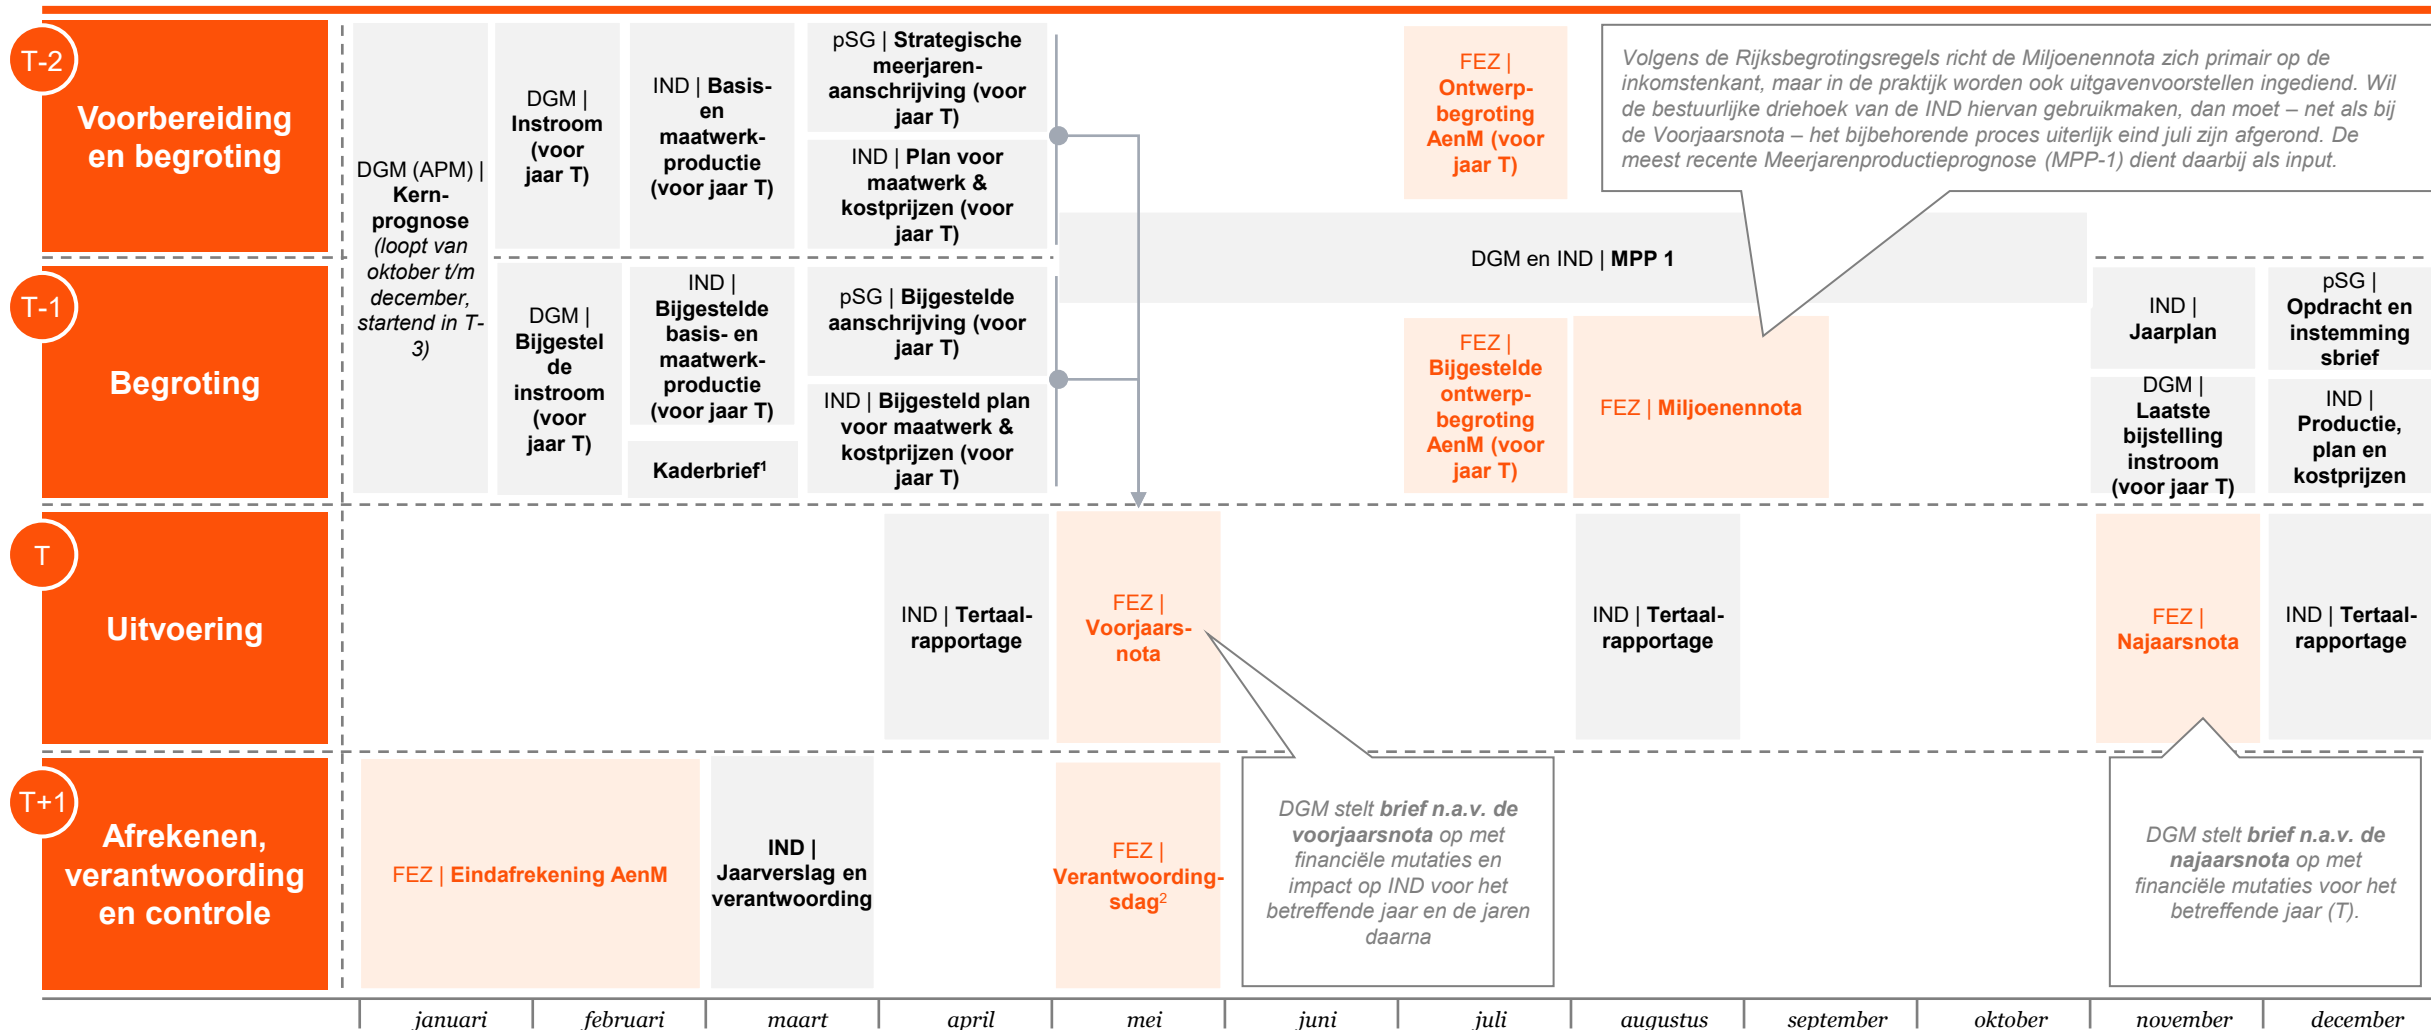 T-2
Voorbereiding
en begroting
DGM (APM) |
Kern-
prognose
(loopt van
oktober t/m
december,
startend in T-
3)
DGM |
Instroom
(voor
jaar T)
IND | Basis-
en
maatwerk-
productie
(voor jaar T)
pSG | Strategische
meerjaren-
aanschrijving (voor
jaar T)
IND | Plan voor
maatwerk &
kostprijzen (voor
jaar T)
FEZ |
Ontwerp-
begroting
AenM (voor
jaar T)
Volgens de Rijksbegrotingsregels richt de Miljoenennota zich primair op de
inkomstenkant, maar in de praktijk worden ook uitgavenvoorstellen ingediend. Wil
de bestuurlijke driehoek van de IND hiervan gebruikmaken, dan moet – net als bij
de Voorjaarsnota – het bijbehorende proces uiterlijk eind juli zijn afgerond. De
meest recente Meerjarenproductieprognose (MPP-1) dient daarbij als input.
DGM en IND | MPP 1
T-1
Begroting
DGM |
Bijgestel
de
instroom
(voor
jaar T)
IND |
Bijgestelde
basis- en
maatwerk-
productie
(voor jaar T)
Kaderbrief1
pSG | Bijgestelde
aanschrijving (voor
jaar T)
IND | Bijgesteld plan
voor maatwerk &
kostprijzen (voor
jaar T)
FEZ |
Bijgestelde
ontwerp-
begroting
AenM (voor
jaar T)
FEZ | Miljoenennota
IND |
Jaarplan
DGM |
Laatste
bijstelling
instroom
(voor jaar T)
pSG |
Opdracht en
instemming
sbrief
IND |
Productie,
plan en
kostprijzen
T
Uitvoering
IND | Tertaal-
rapportage
FEZ |
Voorjaars-
nota
IND | Tertaal-
rapportage
FEZ |
Najaarsnota
IND | Tertaal-
rapportage
T+1
Afrekenen,
verantwoording
en controle
FEZ | Eindafrekening AenM
IND |
Jaarverslag en
verantwoording
FEZ |
Verantwoording-
sdag2
DGM stelt brief n.a.v. de
voorjaarsnota op met
financiële mutaties en
impact op IND voor het
betreffende jaar en de jaren
daarna
DGM stelt brief n.a.v. de
najaarsnota op met
financiële mutaties voor het
betreffende jaar (T).
januari
februari
maart
april
mei
juni
juli
augustus
september
oktober
november
december